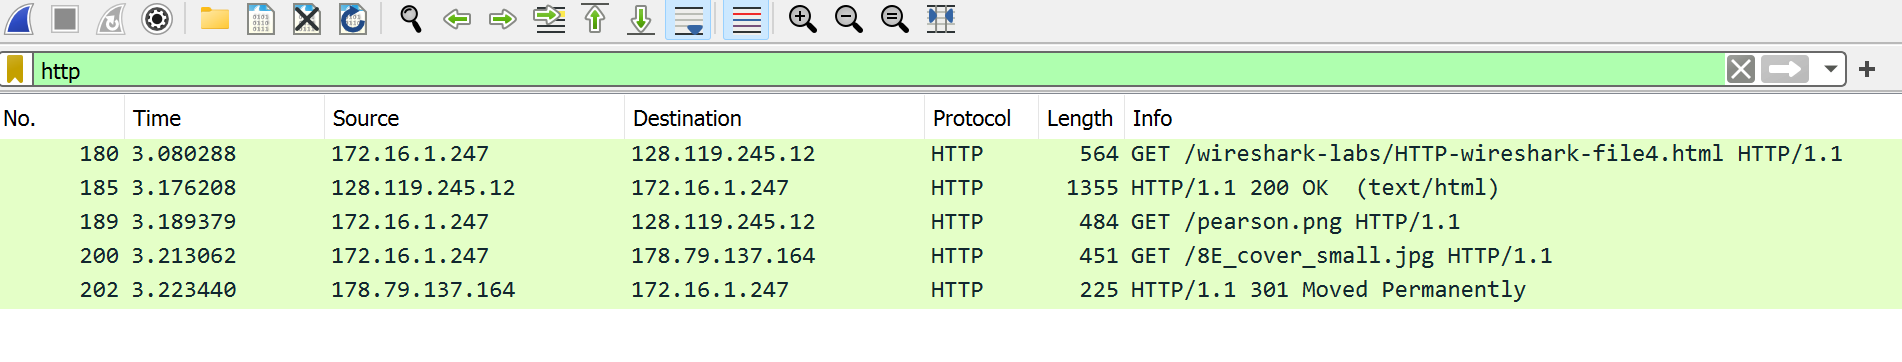 http
No. Time Source Destination Protocol Length Info
180 3.080288 172.16.1.247 128.119.245.12 HTTP 564 GET /wireshark-labs/HTTP-wireshark-file4.html HTTP/1.1
185 3.176208 128.119.245.12 172.16.1.247 HTTP 1355 HTTP/1.1 200 OK (text/html)
189 3.189379 172.16.1.247 128.119.245.12 HTTP 484 GET /pearson.png HTTP/1.1
200 3.213062 172.16.1.247 178.79.137.164 HTTP 451 GET /8E_cover_small.jpg HTTP/1.1
202 3.223440 178.79.137.164 172.16.1.247 HTTP 225 HTTP/1.1 301 Moved Permanently